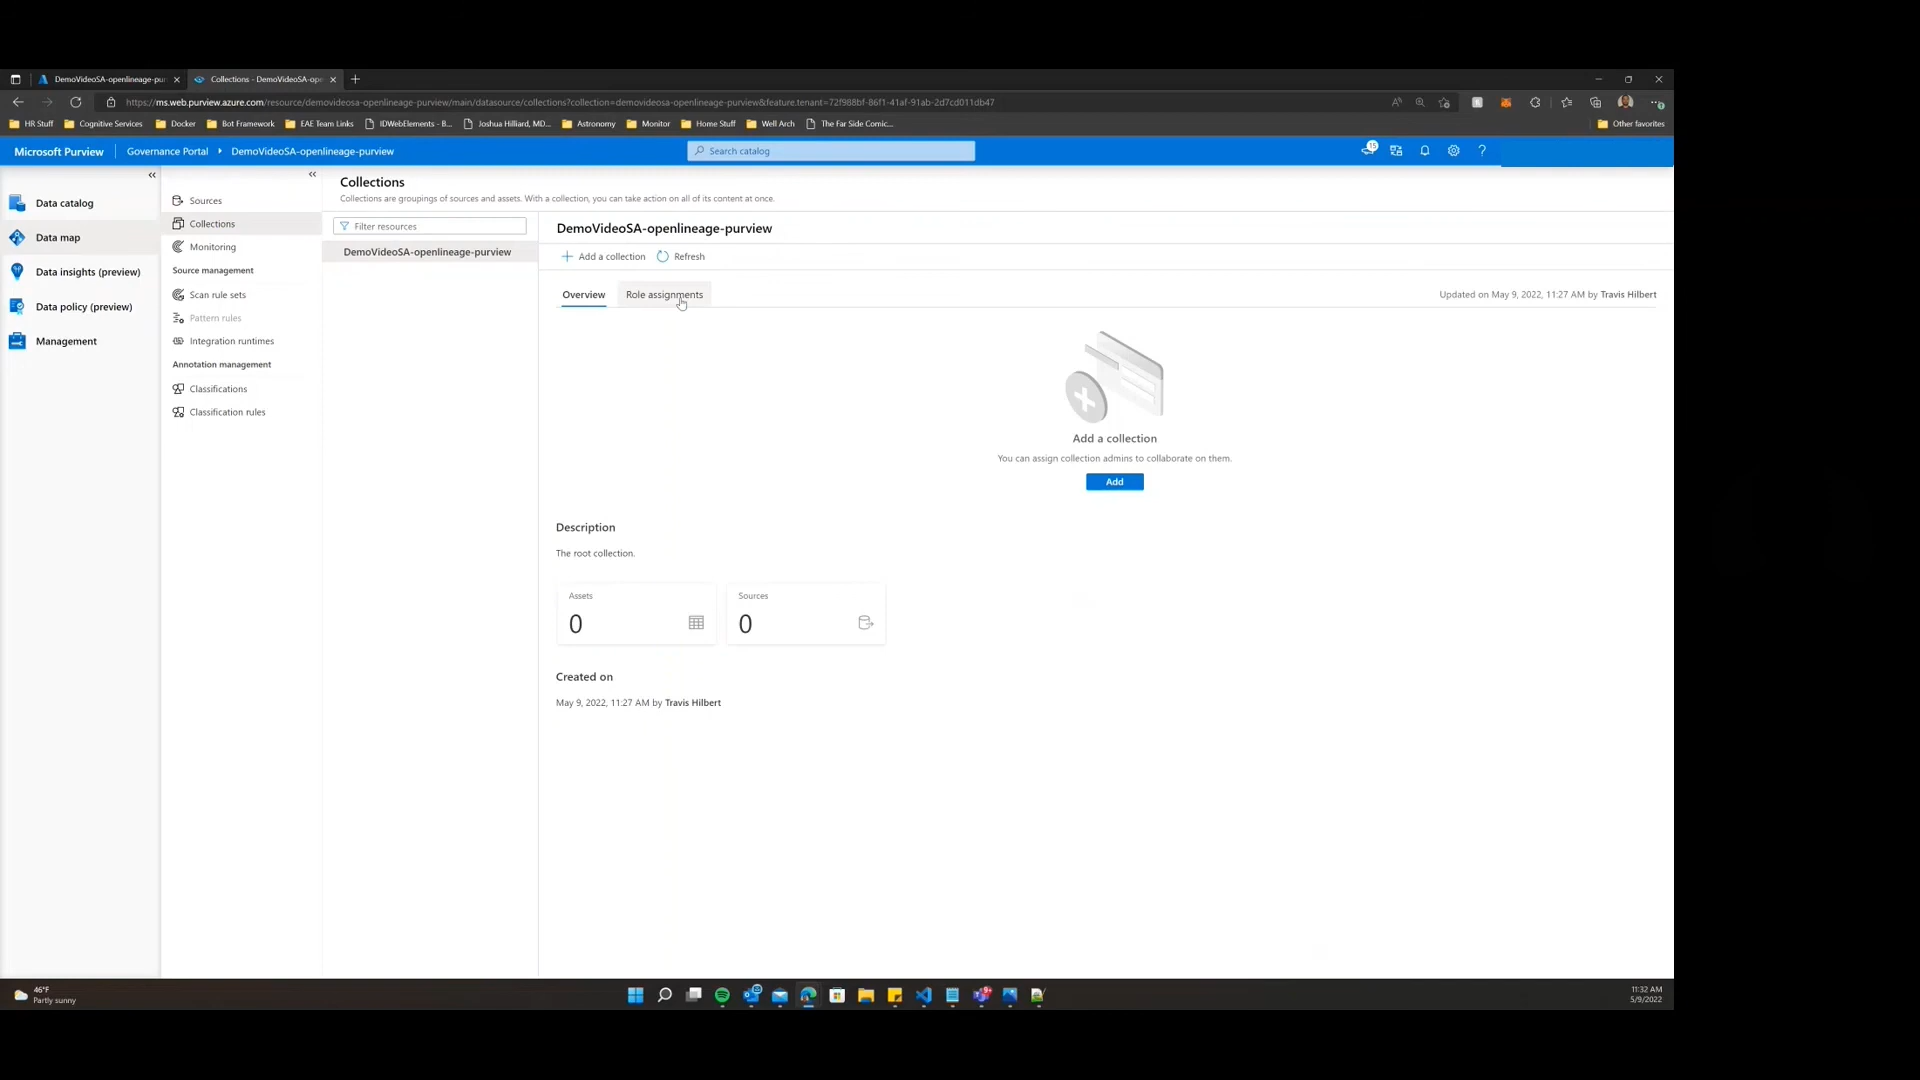 DemoVideoSA-openlineage-pur
Collections - DemoVideoSA-ope
https://ms.web.purview.azure.com/resource/demovideosa-openlineage-purview/main/datasource/collections?collection=demovideosa-openlineage-purview&feature.tenant=72f988bf-86f1-41af-91ab-2d7cd011db47
HR Stuff
Cognitive Services
Docker
Bot Framework
EAE Team Links
IDWebElements - B...
Joshua Hilliard, MD...
Astronomy
Monitor
Home Stuff
Well Arch
The Far Side Comic...
Other favorites
Microsoft Purview
Governance Portal
DemoVideoSA-openlineage-purview
Search catalog
15
Data catalog
Data map
Data insights (preview)
Data policy (preview)
Management
Sources
Collections
Monitoring
Source management
Scan rule sets
Pattern rules
Integration runtimes
Annotation management
Classifications
Classification rules
Collections
Collections are groupings of sources and assets. With a collection, you can take action on all of its content at once.
Filter resources
DemoVideoSA-openlineage-purview
DemoVideoSA-openlineage-purview
Add a collection
Refresh
Overview
Role assignments
Updated on May 9, 2022, 11:27 AM by Travis Hilbert
Add a collection
You can assign collection admins to collaborate on them.
Add
Description
The root collection.
Assets
0
Sources
0
Created on
May 9, 2022, 11:27 AM by Travis Hilbert
46°F
Partly sunny
11:32 AM
5/9/2022